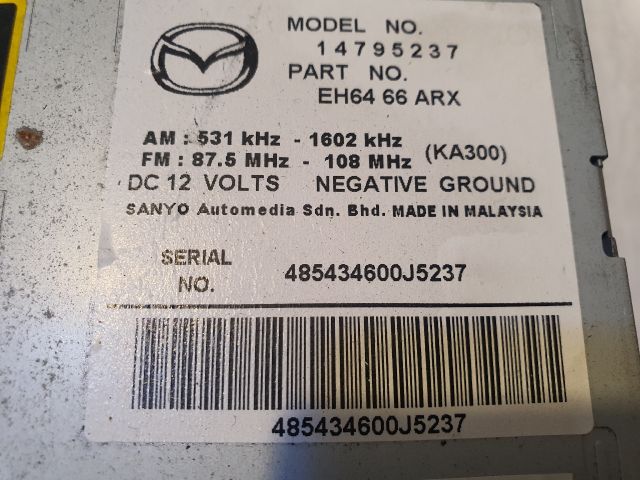 MODEL NO.
14795237
PART NO.
EH64 66 ARX
AM : 531 kHz - 1602 kHz
FM : 87.5 MHz - 108 MHz (KA300)
DC 12 VOLTS NEGATIVE GROUND
SANYO Automedia Sdn. Bhd. MADE IN MALAYSIA
SERIAL NO. 485434600J5237
485434600J5237